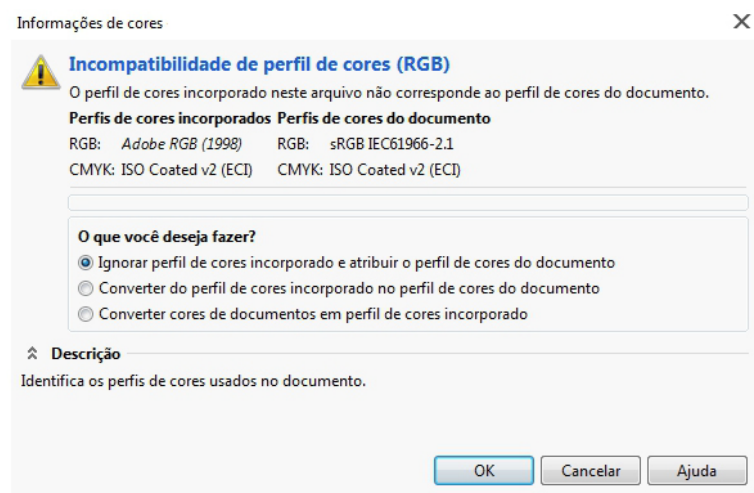 Informações de cores
Incompatibilidade de perfil de cores (RGB)
O perfil de cores incorporado neste arquivo não corresponde ao perfil de cores do documento.
Perfis de cores incorporados Perfis de cores do documento
RGB: Adobe RGB (1998) RGB: sRGB IEC61966-2.1
CMYK: ISO Coated v2 (ECI) CMYK: ISO Coated v2 (ECI)
O que você deseja fazer?
Ignorar perfil de cores incorporado e atribuir o perfil de cores do documento
Converter do perfil de cores incorporado no perfil de cores do documento
Converter cores de documentos em perfil de cores incorporado
Descrição
Identifica os perfis de cores usados no documento.
OK Cancelar Ajuda